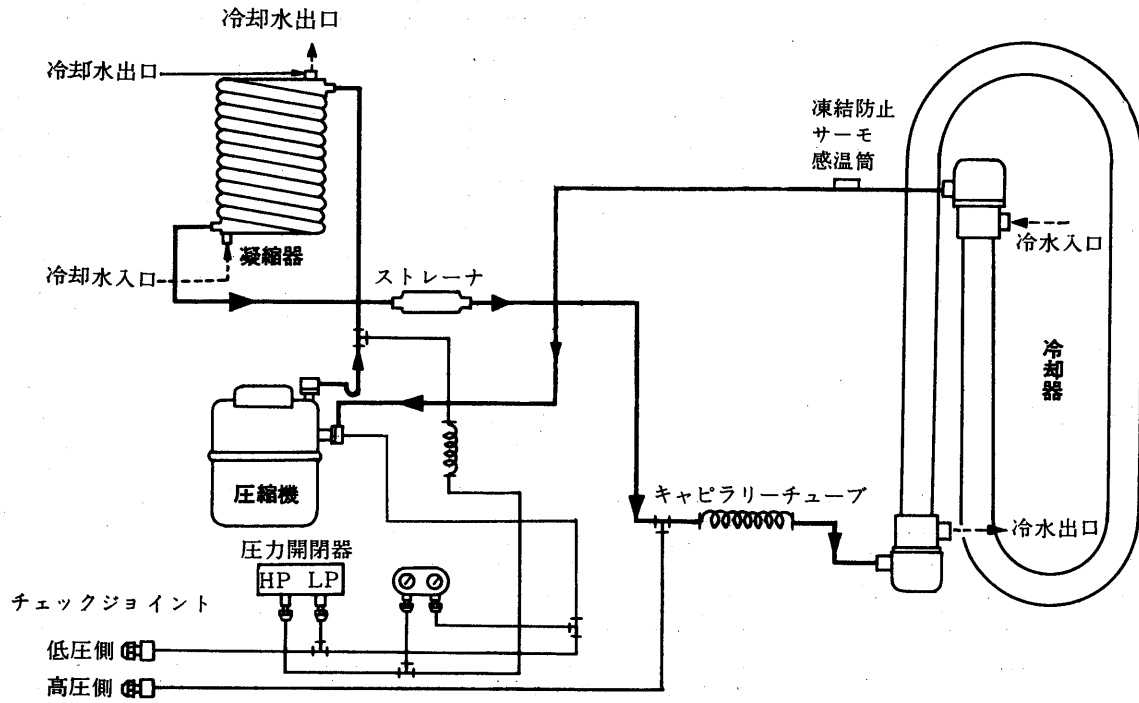 冷却水出口
冷却水出口
凍結防止
サーモ
感温筒
冷水入口
凝縮器
冷却水入口
ストレーナ
冷却器
圧縮機
キャピラリーチューブ
冷水出口
圧力開閉器
HP LP
チェックジョイント
低圧側
高圧側